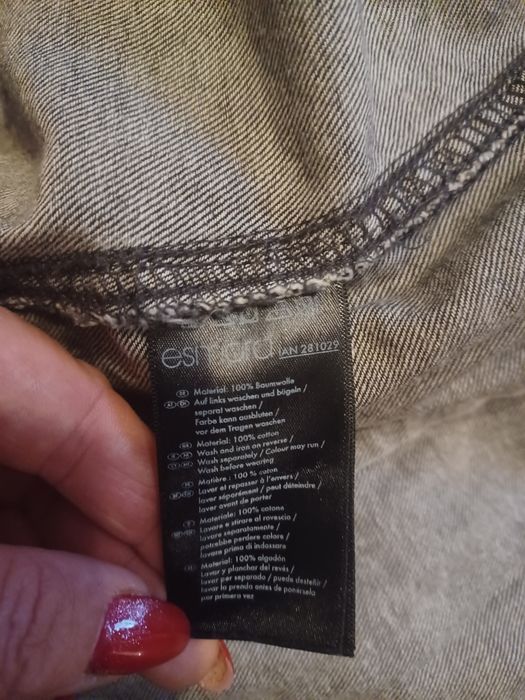 esmara IAN 281029
Material: 100% Baumwolle
Auf links waschen und bügeln /
separat waschen /
Farbe kann ausbluten /
vor dem Tragen waschen
Material: 100% cotton
Wash and iron on reverse /
Wash separately / Colour may run /
Wash before wearing
Matière : 100 % coton
Laver et repasser à l'envers /
laver séparément / peut déteindre /
laver avant de porter
Materiale: 100% cotone
Lavare e stirare al rovescio /
lavare separatamente /
potrebbe perdere colore /
lavare prima di indossare
Material: 100% algodón
Lavar y planchar del revés /
lavar por separado / puede desteñir /
lavar la prenda antes de ponérsela
por primera vez